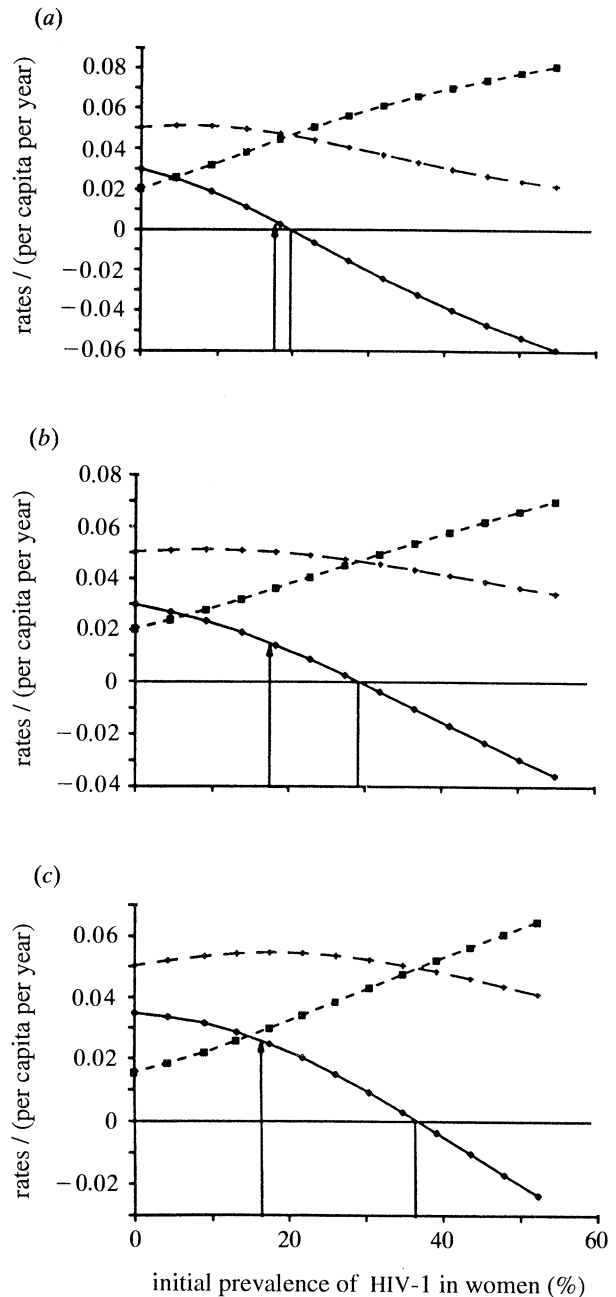 (a)
0.08
0.06
0.04
0.02
0
−0.02
−0.04
−0.06
rates / (per capita per year)
(b)
0.08
0.06
0.04
0.02
0
−0.02
−0.04
rates / (per capita per year)
(c)
0.06
0.04
0.02
0
−0.02
rates / (per capita per year)
0 20 40 60
initial prevalence of HIV-1 in women (%)